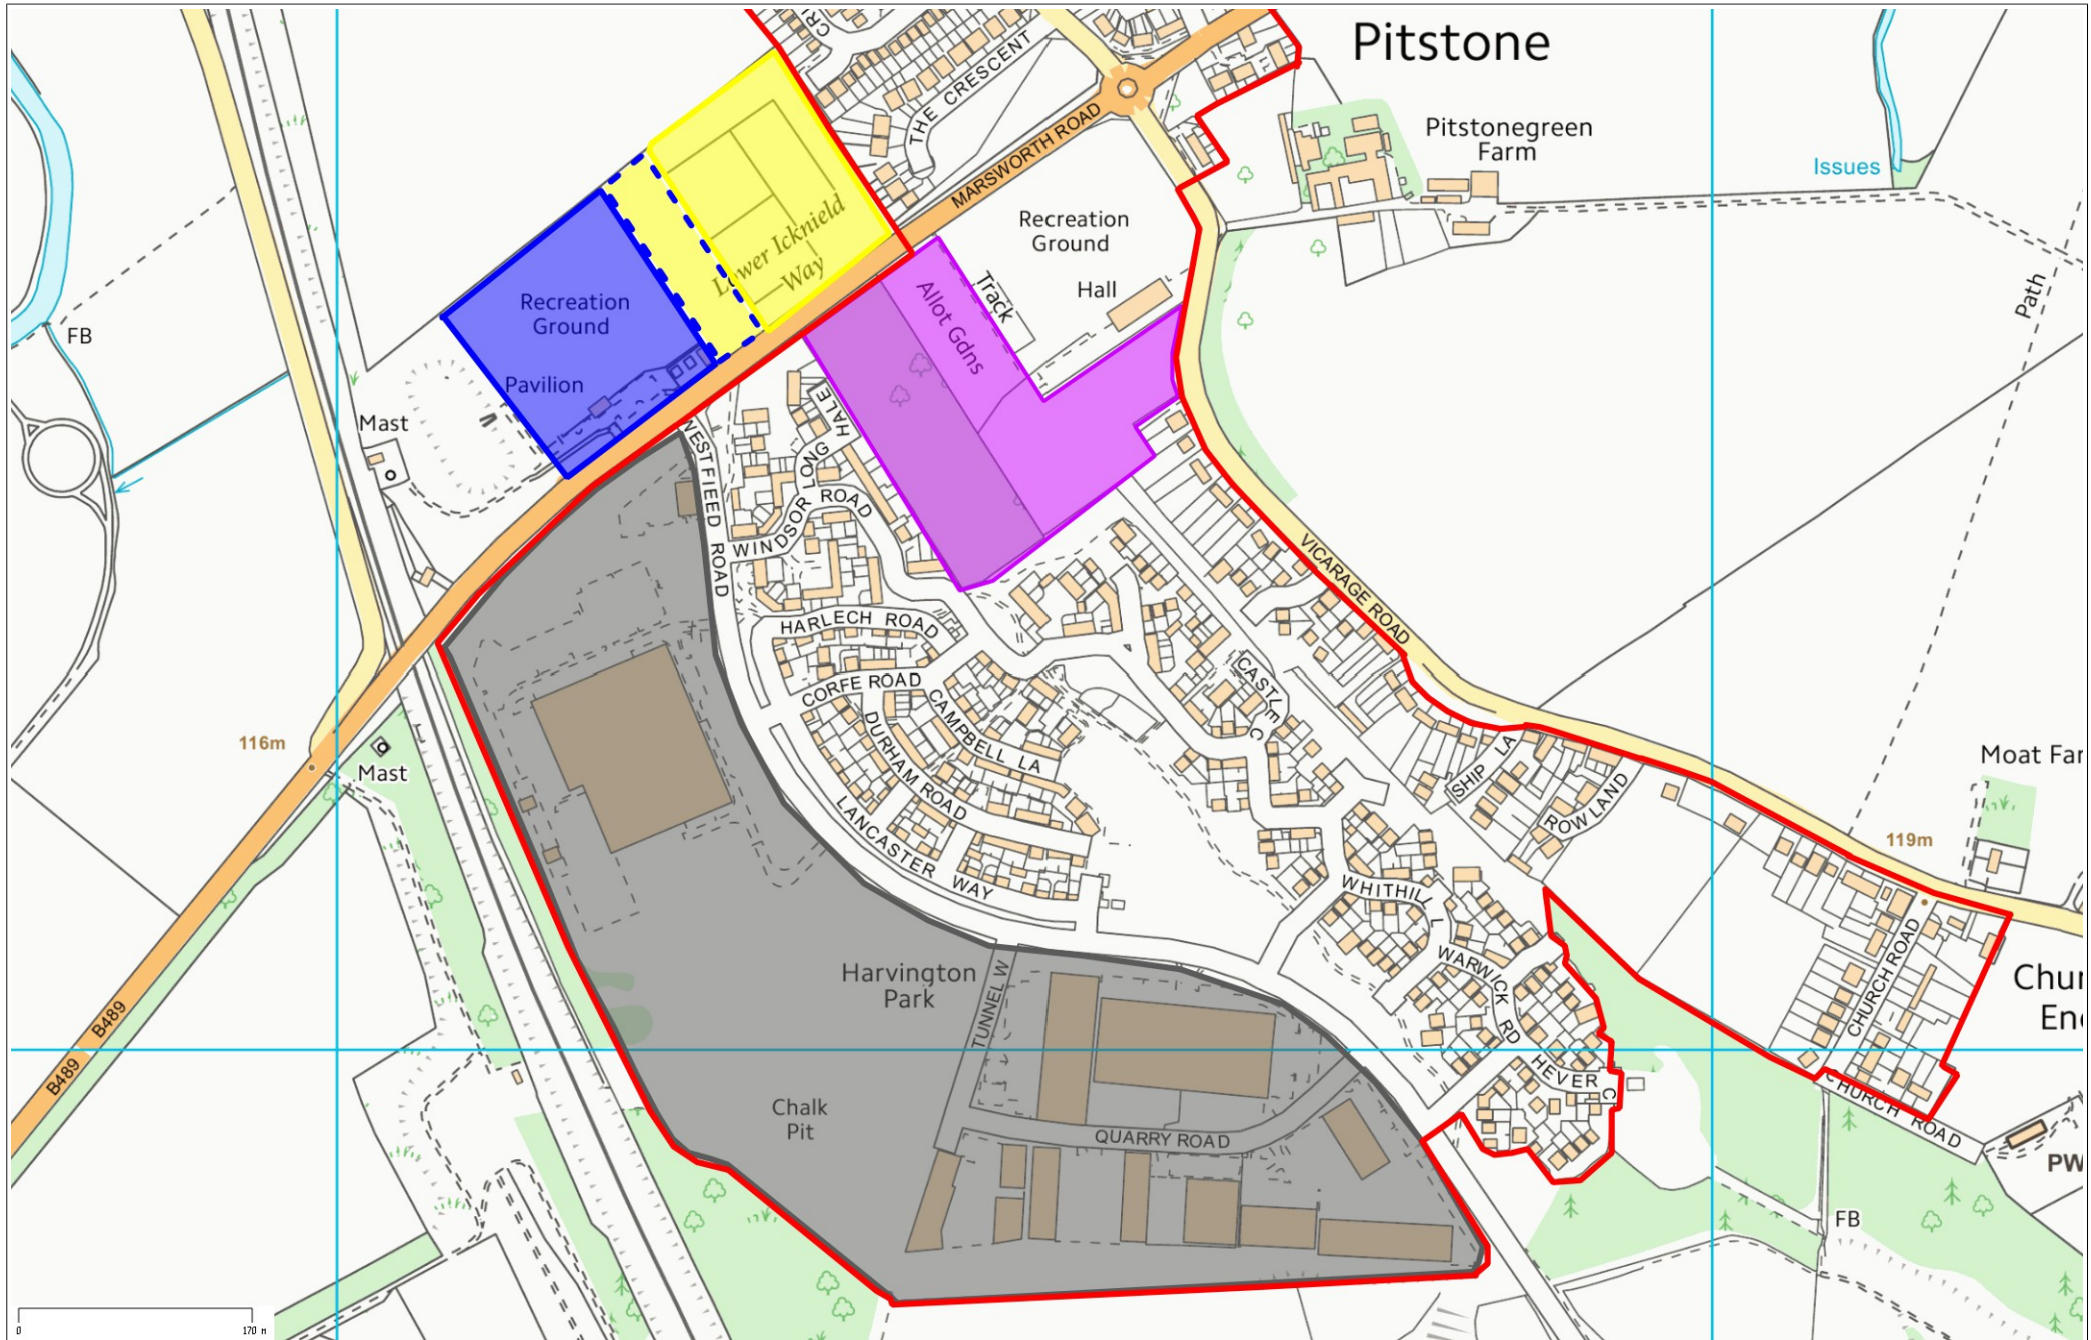 Pitstone
CRI
THE CRESCENT
MARSWORTH ROAD
Pitstonegreen
Farm
Issues
Recreation
Ground
Hall
Track
Allot Gdns
Lower Icknield
Way
Path
Recreation
Ground
Pavilion
FB
Mast
HALE
LONG
WESTFIELD ROAD
WINDSOR ROAD
HARLECH ROAD
CORFE ROAD
CAMPBELL LA
DURHAM ROAD
LANCASTER WAY
CASTLE C
VICARAGE ROAD
SHIP LA
ROWLAND
116m
Mast
Moat Far
119m
WHITHILL
WARWICK RD
HEVER C
CHURCH ROAD
Chur
End
Harvington
Park
TUNNEL W
B489
B489
Chalk
Pit
QUARRY ROAD
CHURCH ROAD
PW
FB
0
170 m